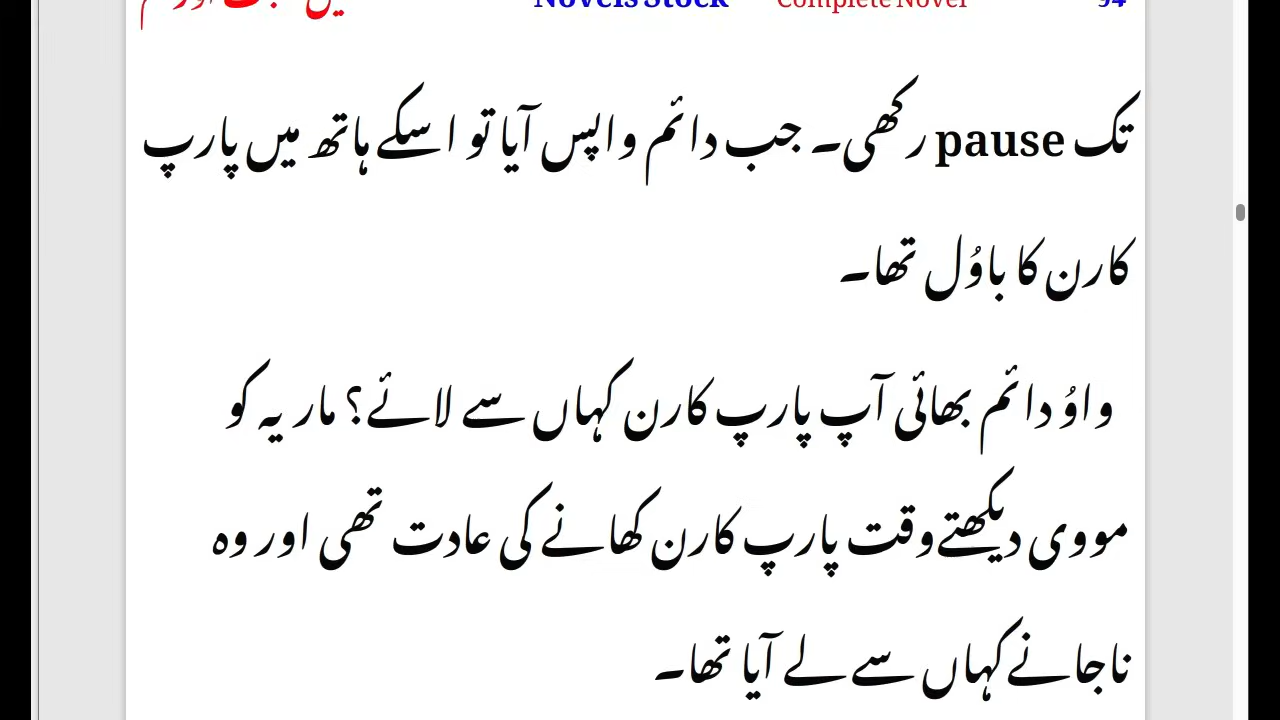 94 Complete Novel Novels Stock
تک pause رکھی۔ جب دائم واپس آیا تو اسکے ہاتھ میں پارپ
کارن کا باؤل تھا۔
واؤ دائم بھائی آپ پارپ کارن کہاں سے لائے؟ ماریہ کو
مووی دیکھتے وقت پارپ کارن کھانے کی عادت تھی اور وہ
ناجانے کہاں سے لے آیا تھا۔